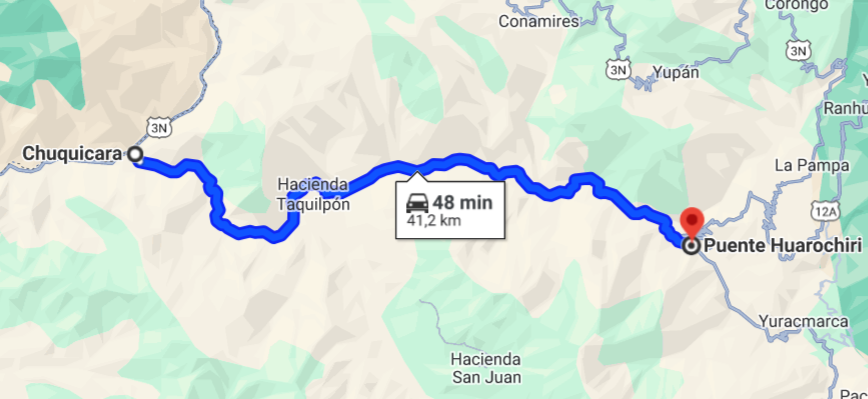 Corongo
Conamires
3N
3N
Yupán
Ranhu
3N
Chuquicara
La Pampa
Hacienda
Taquilpón
48 min
41,2 km
12A
Puente Huarochiri
Yuracmarca
Hacienda
San Juan